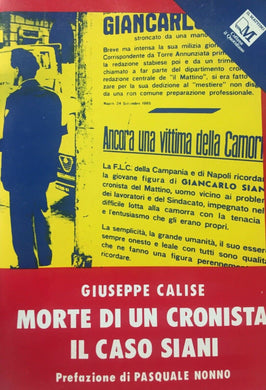 GIANCARLO
stroncato da una mano
Breve ma intensa la sua milizia giorn
Corrispondente da Torre Annunziata prima
la redazione stabiese poi e da un trime
chiamato a far parte del dipartimento cro
redazione centrale de "il Mattino", si era fatto
zare per la sua dedizione al "mestiere" non dis
da una non comune preparazione professionale.
Napoli, 24 Settembre 1985
Ancora una vittima della Camor
La F.L.C. della Campania e di Napoli ricorda
la giovane figura di GIANCARLO SIAN
cronista del Mattino, uomo vicino ai problem
dei lavoratori e del Sindacato, impegnato nel
difficile lotta alla camorra con la tenacia
e l'entusiasmo che gli erano propri.
La semplicità, la grande umanità, il suo esser
sempre onesto e leale con tutti sono qualit
che ne fanno una figura perennemen
ricordare.
GIUSEPPE CALISE
MORTE DI UN CRONISTA
IL CASO SIANI
Prefazione di PASQUALE NONNO